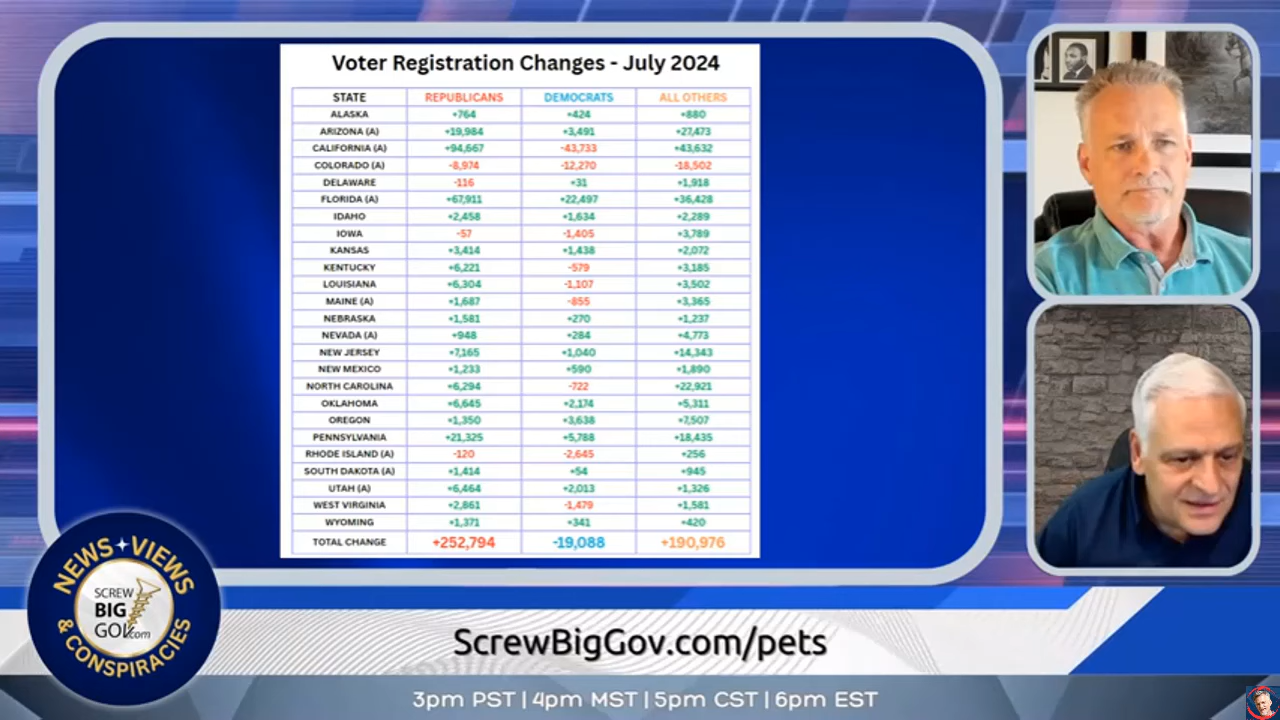 Voter Registration Changes - July 2024
STATE REPUBLICANS DEMOCRATS ALL OTHERS
ALASKA +764 +424 +880
ARIZONA (A) +19,984 +3,491 +27,473
CALIFORNIA (A) +94,667 -43,733 +43,632
COLORADO (A) -8,974 -12,270 -18,502
DELAWARE -116 +31 +1,918
FLORIDA (A) +67,911 +22,497 +36,428
IDAHO +2,458 +1,634 +2,289
IOWA -57 -1,405 +3,789
KANSAS +3,414 +1,438 +2,072
KENTUCKY +6,221 -579 +3,185
LOUISIANA +6,304 -1,107 +3,502
MAINE (A) +1,687 -855 +3,365
NEBRASKA +1,581 +270 +1,237
NEVADA (A) +948 +284 +4,773
NEW JERSEY +7,165 +1,040 +14,343
NEW MEXICO +1,233 +590 +1,890
NORTH CAROLINA +6,294 -722 +22,921
OKLAHOMA +6,645 +2,174 +5,311
OREGON +1,350 +3,638 +7,507
PENNSYLVANIA +21,325 +5,788 +18,435
RHODE ISLAND (A) -120 -2,645 +256
SOUTH DAKOTA (A) +1,414 +54 +945
UTAH (A) +6,464 +2,013 +1,326
WEST VIRGINIA +2,861 -1,479 +1,581
WYOMING +1,371 +341 +420
TOTAL CHANGE +252,794 -19,088 +190,976
NEWS VIEWS
SCREW
BIG
GOV.com
& CONSPIRACIES
ScrewBigGov.com/pets
3pm PST | 4pm MST | 5pm CST | 6pm EST